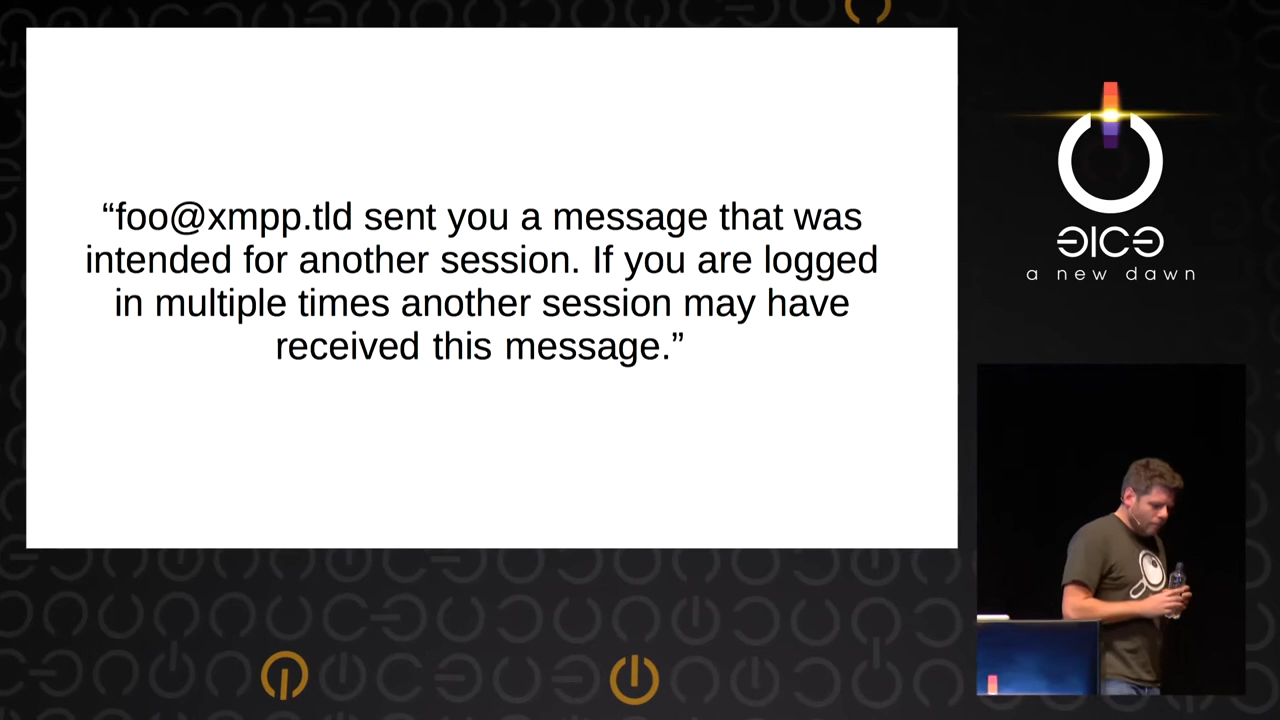 “foo@xmpp.tld sent you a message that was
intended for another session. If you are logged
in multiple times another session may have
received this message.”
31C3
a new dawn